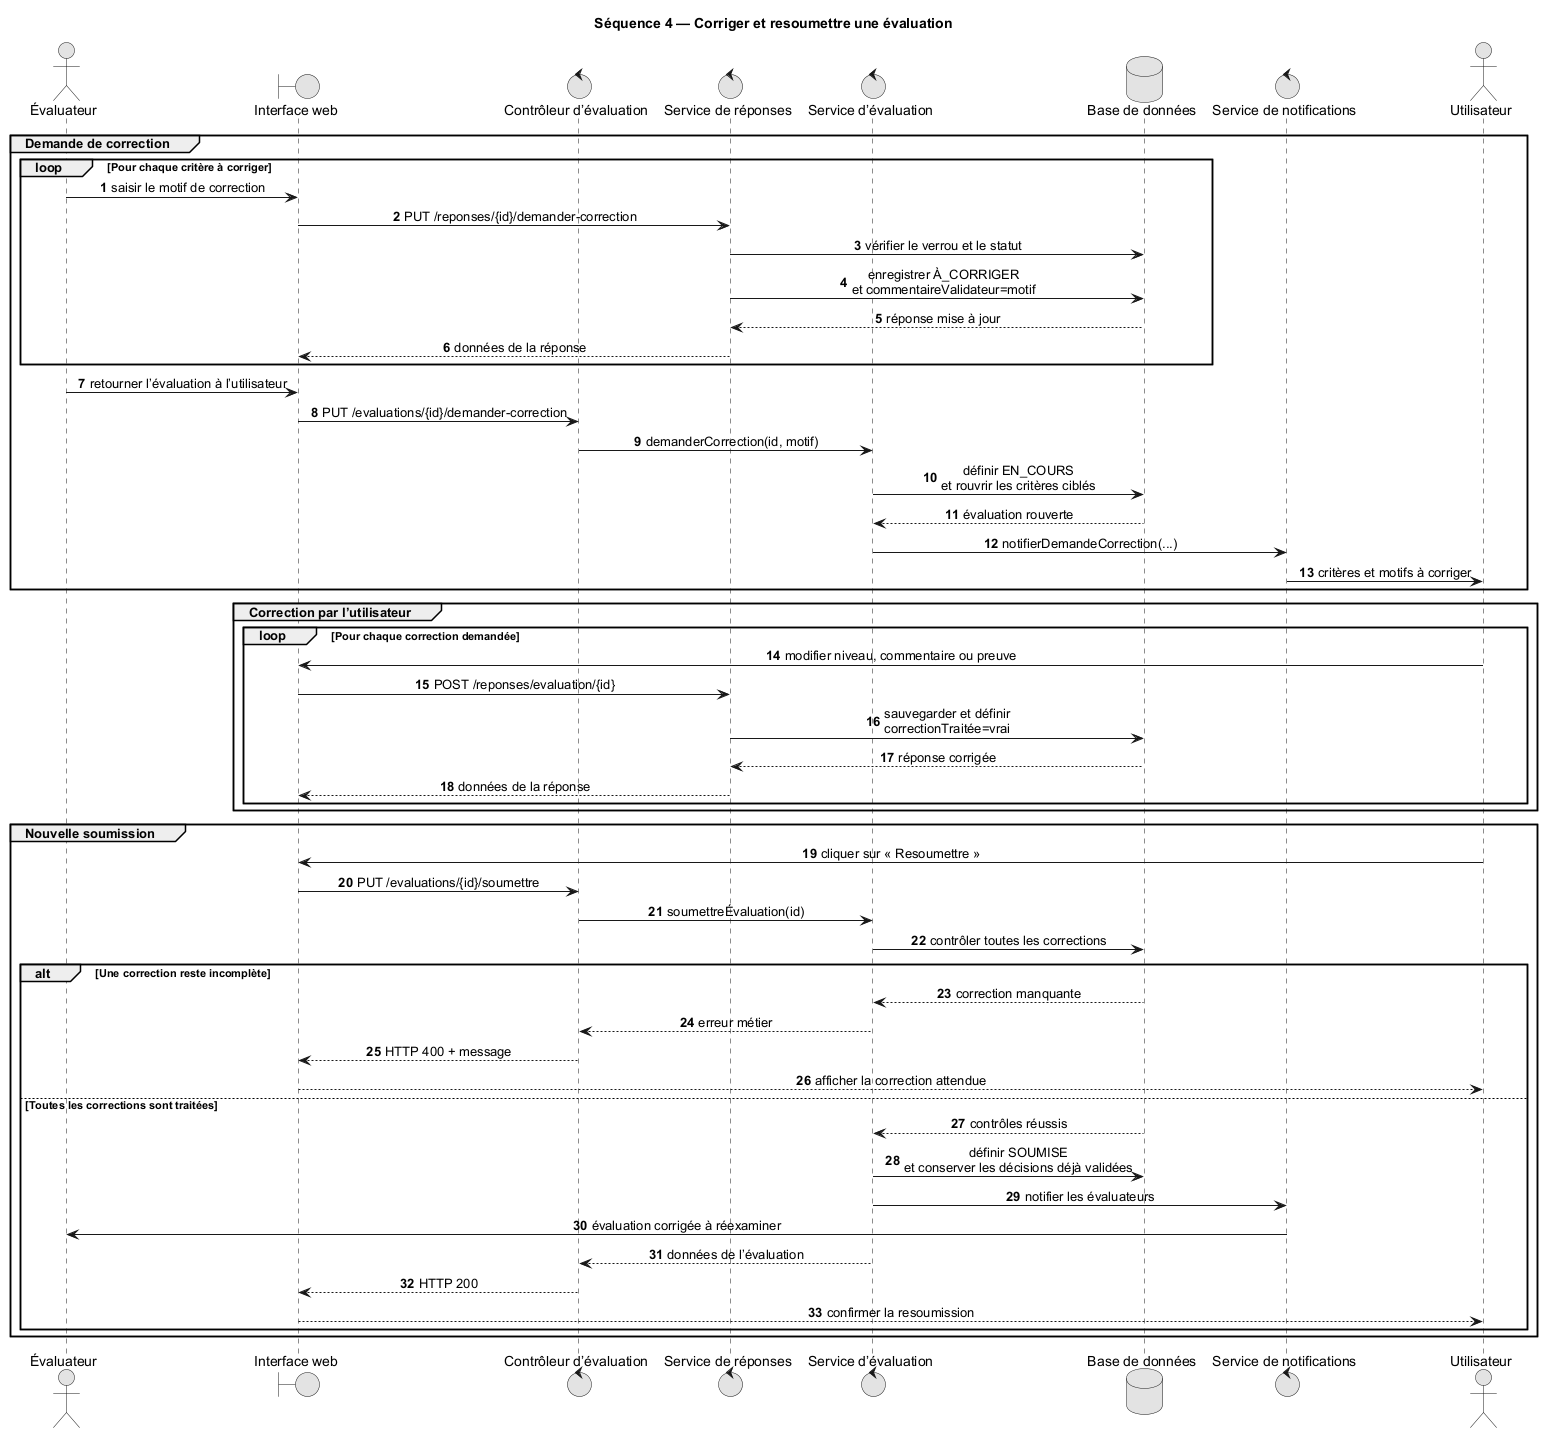 Séquence 4 — Corriger et resoumettre une évaluation
Évaluateur
Interface web
Contrôleur d'évaluation
Service de réponses
Service d'évaluation
Base de données
Service de notifications
Utilisateur
Demande de correction
loop [Pour chaque critère à corriger]
1 saisir le motif de correction
2 PUT /reponses/{id}/demander-correction
3 vérifier le verrou et le statut
4 enregistrer À_CORRIGER
et commentaireValidateur=motif
5 réponse mise à jour
6 données de la réponse
7 retourner l'évaluation à l'utilisateur
8 PUT /evaluations/{id}/demander-correction
9 demanderCorrection(id, motif)
10 définir EN_COURS
et rouvrir les critères ciblés
11 évaluation rouverte
12 notifierDemandeCorrection(...)
13 critères et motifs à corriger
Correction par l'utilisateur
loop [Pour chaque correction demandée]
14 modifier niveau, commentaire ou preuve
15 POST /reponses/evaluation/{id}
16 sauvegarder et définir
correctionTraitée=vrai
17 réponse corrigée
18 données de la réponse
Nouvelle soumission
19 cliquer sur « Resoumettre »
20 PUT /evaluations/{id}/soumettre
21 soumettreÉvaluation(id)
22 contrôler toutes les corrections
alt [Une correction reste incomplète]
23 correction manquante
24 erreur métier
25 HTTP 400 + message
26 afficher la correction attendue
[Toutes les corrections sont traitées]
27 contrôles réussis
28 définir SOUMISE
et conserver les décisions déjà validées
29 notifier les évaluateurs
30 évaluation corrigée à réexaminer
31 données de l'évaluation
32 HTTP 200
33 confirmer la resoumission
Évaluateur
Interface web
Contrôleur d'évaluation
Service de réponses
Service d'évaluation
Base de données
Service de notifications
Utilisateur